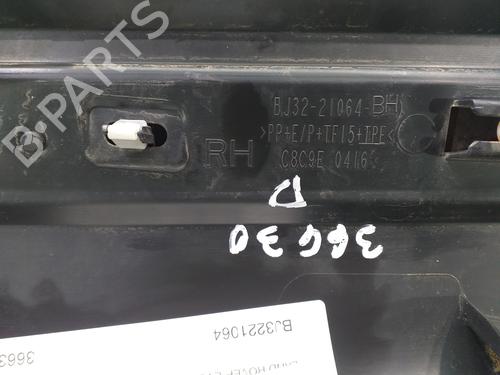 B-PARTS
BJ32-21064-BH
>PP+E/P+TF15+TPE<
RH
C8C9E 0416
D
36630
BJ3221064
3663